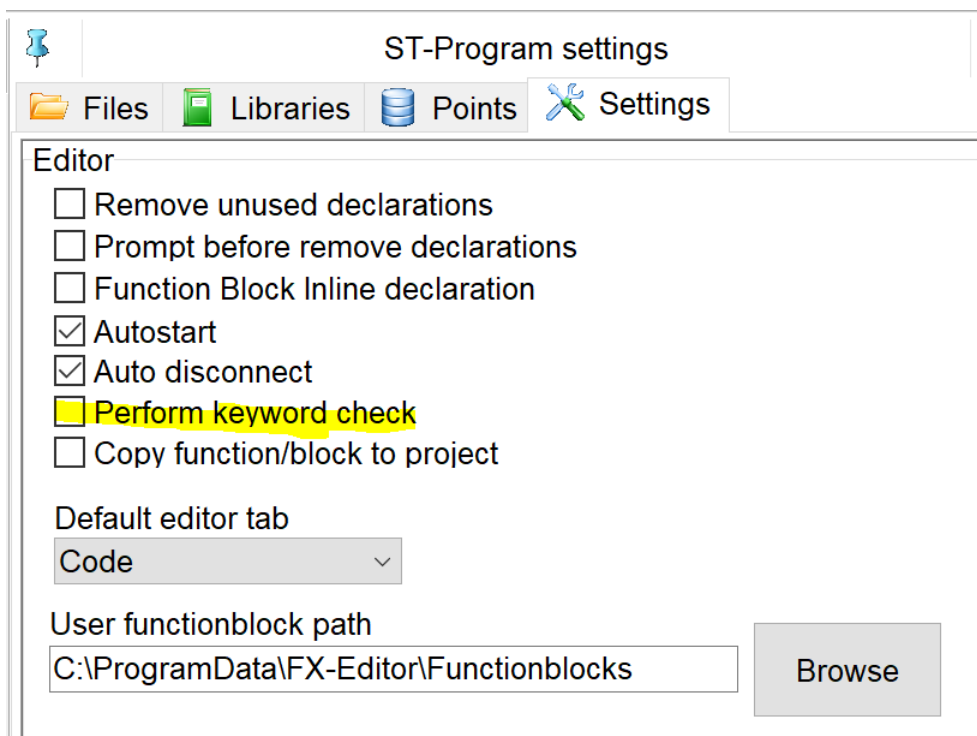 ST-Program settings
Files Libraries Points Settings
Editor
Remove unused declarations
Prompt before remove declarations
Function Block Inline declaration
Autostart
Auto disconnect
Perform keyword check
Copy function/block to project
Default editor tab
Code
User functionblock path
C:\ProgramData\FX-Editor\Functionblocks
Browse